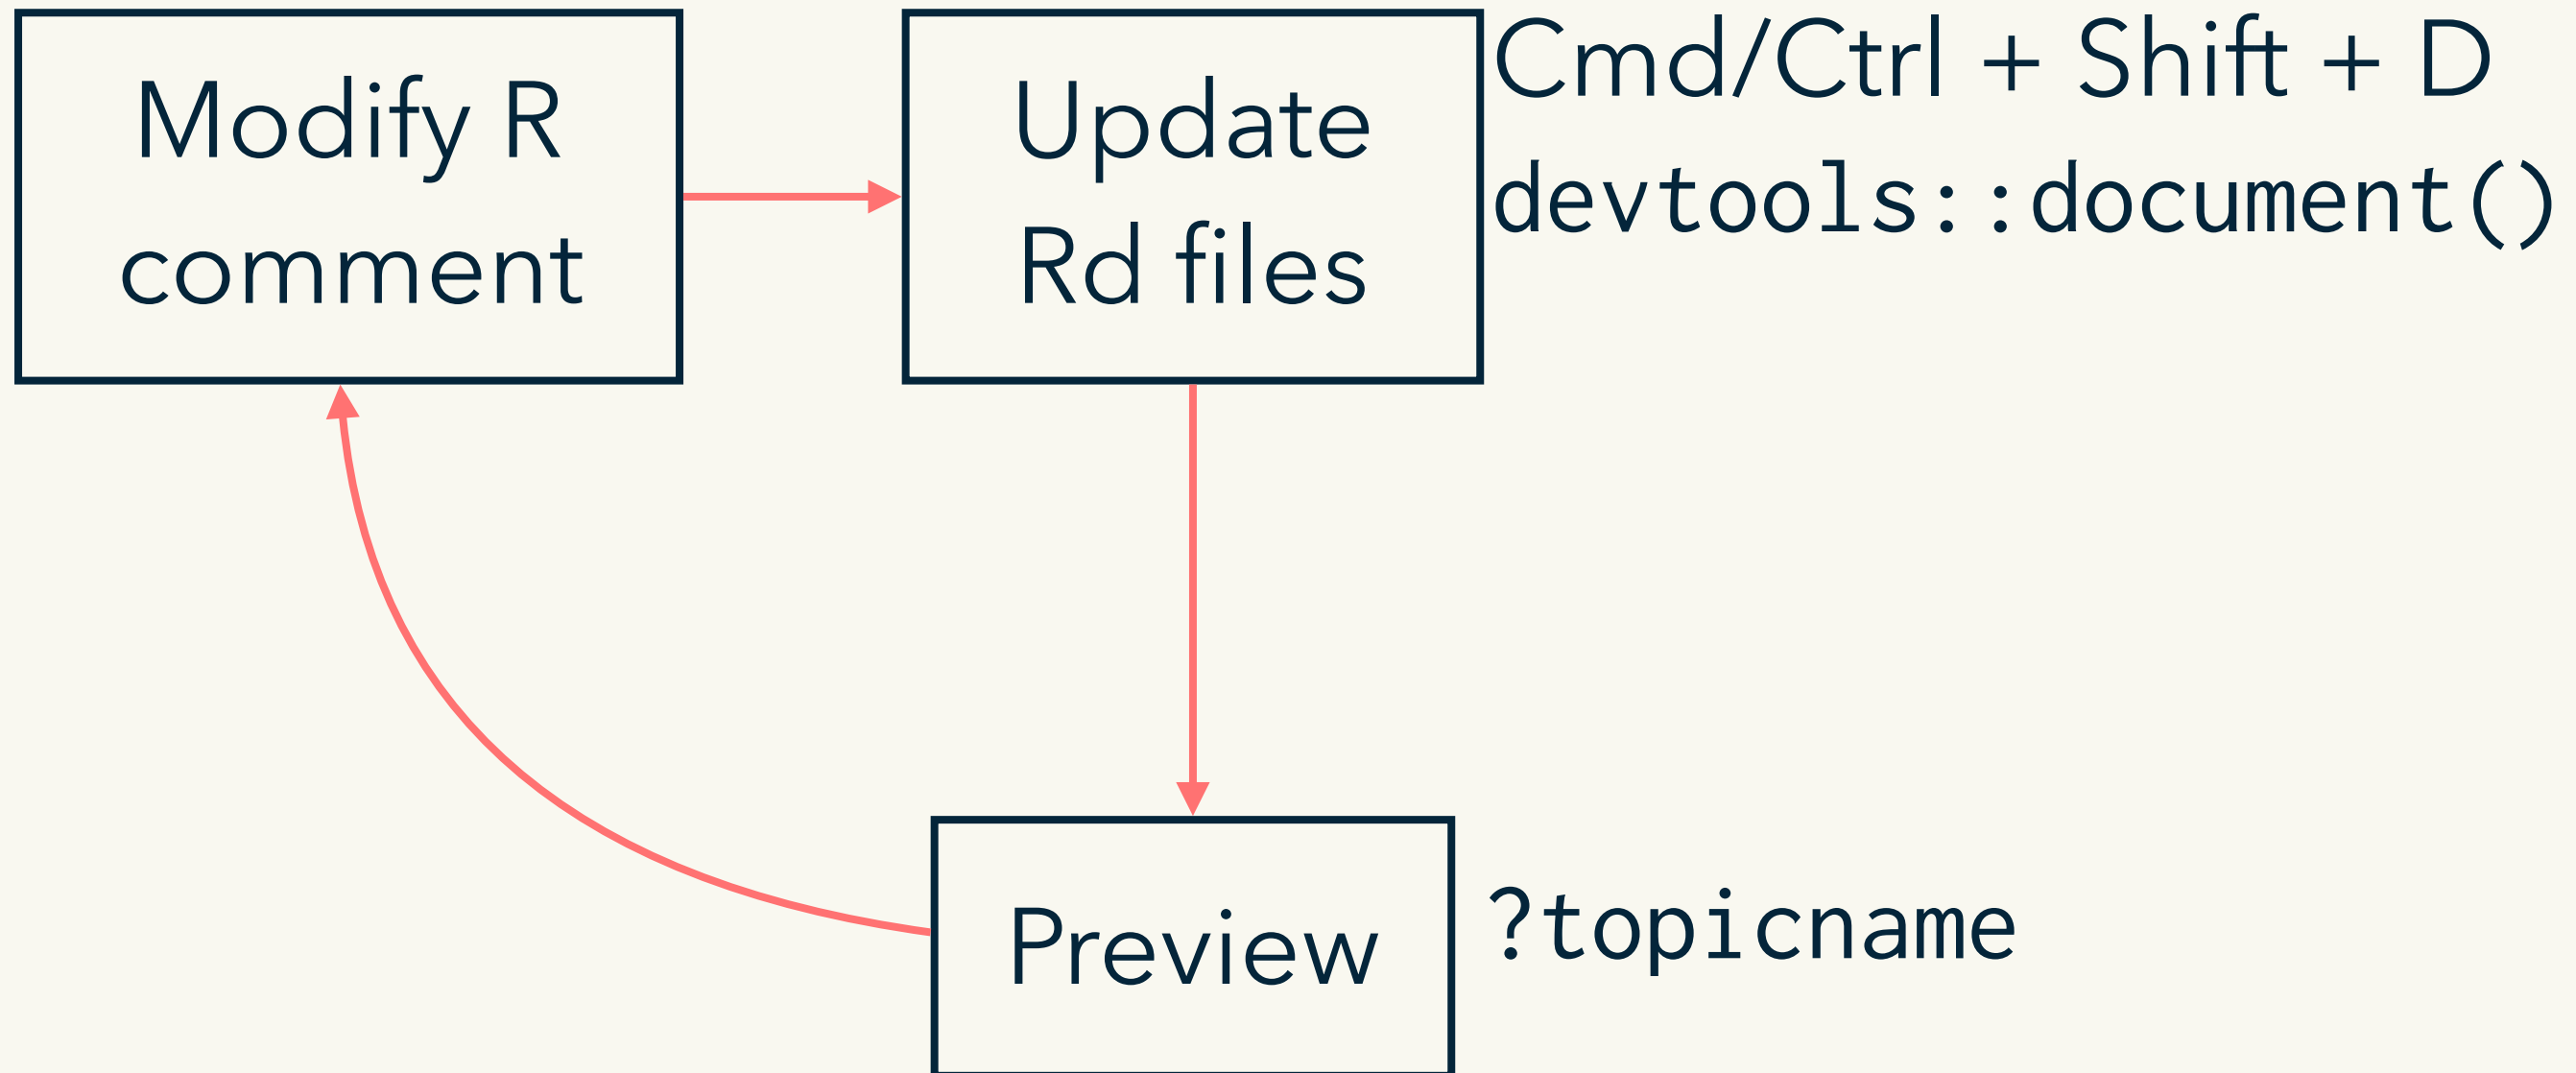 Modify R
comment
Update
Rd files
Cmd/Ctrl + Shift + D
devtools::document()
Preview
?topicname